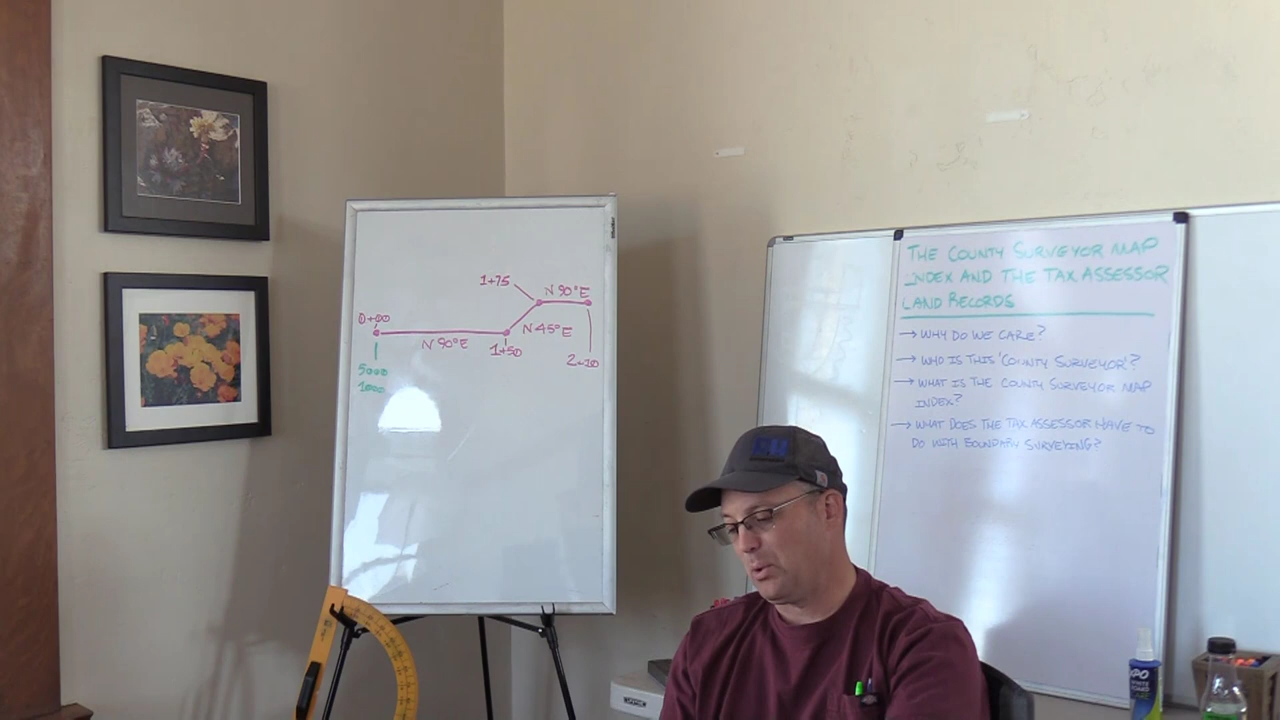 1+75
N 90°E
0+00
N 90°E
1+50
N 45°E
5000
1000
THE COUNTY SURVEYOR MAP
INDEX AND THE TAX ASSESSOR
LAND RECORDS
→ WHY DO WE CARE?
→ WHO IS THIS 'COUNTY SURVEYOR'?
→ WHAT IS THE COUNTY SURVEYOR MAP
INDEX?
→ WHAT DOES THE TAX ASSESSOR HAVE TO
DO WITH BOUNDARY SURVEYING?
EXPO